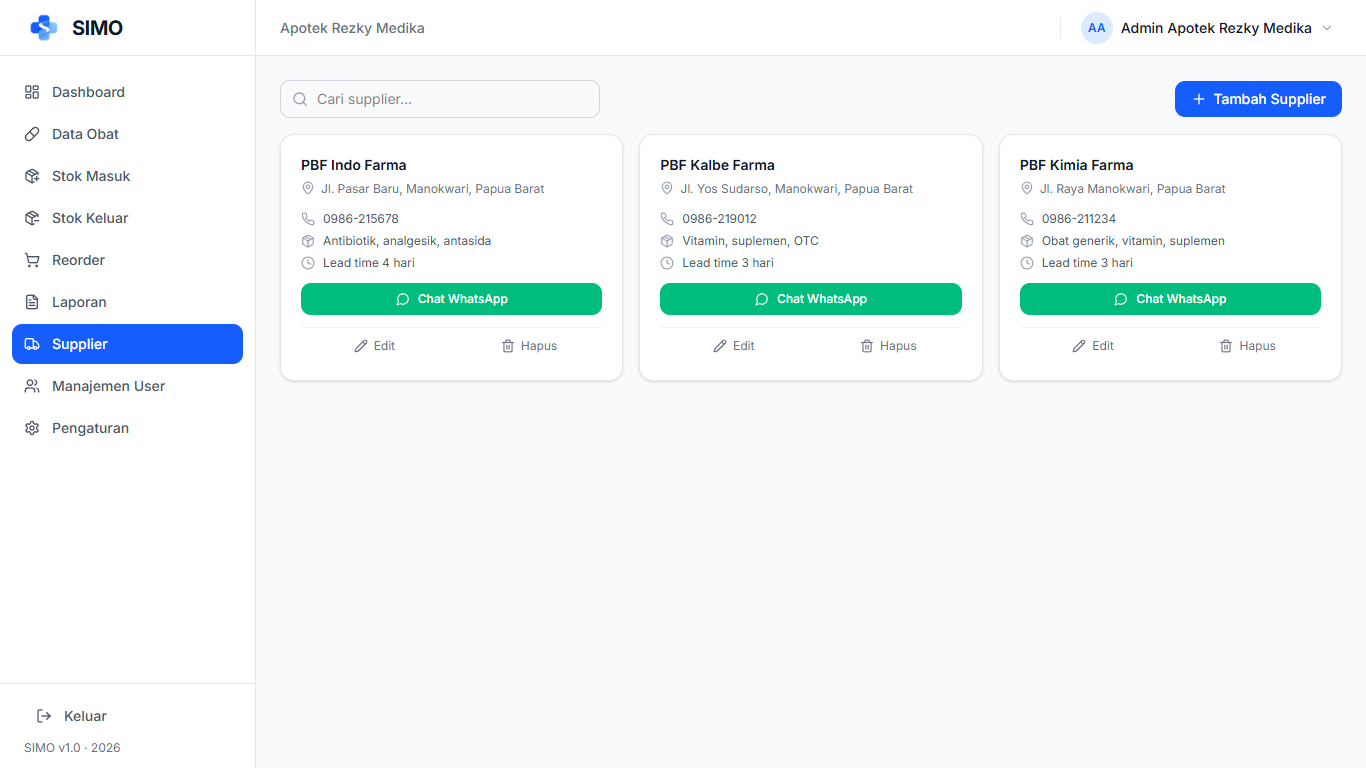 SIMO
Apotek Rezky Medika
AA
Admin Apotek Rezky Medika
Dashboard
Data Obat
Stok Masuk
Stok Keluar
Reorder
Laporan
Supplier
Manajemen User
Pengaturan
Keluar
SIMO v1.0 · 2026
Cari supplier...
Tambah Supplier
PBF Indo Farma
Jl. Pasar Baru, Manokwari, Papua Barat
0986-215678
Antibiotik, analgesik, antasida
Lead time 4 hari
Chat WhatsApp
Edit
Hapus
PBF Kalbe Farma
Jl. Yos Sudarso, Manokwari, Papua Barat
0986-219012
Vitamin, suplemen, OTC
Lead time 3 hari
Chat WhatsApp
Edit
Hapus
PBF Kimia Farma
Jl. Raya Manokwari, Papua Barat
0986-211234
Obat generik, vitamin, suplemen
Lead time 3 hari
Chat WhatsApp
Edit
Hapus